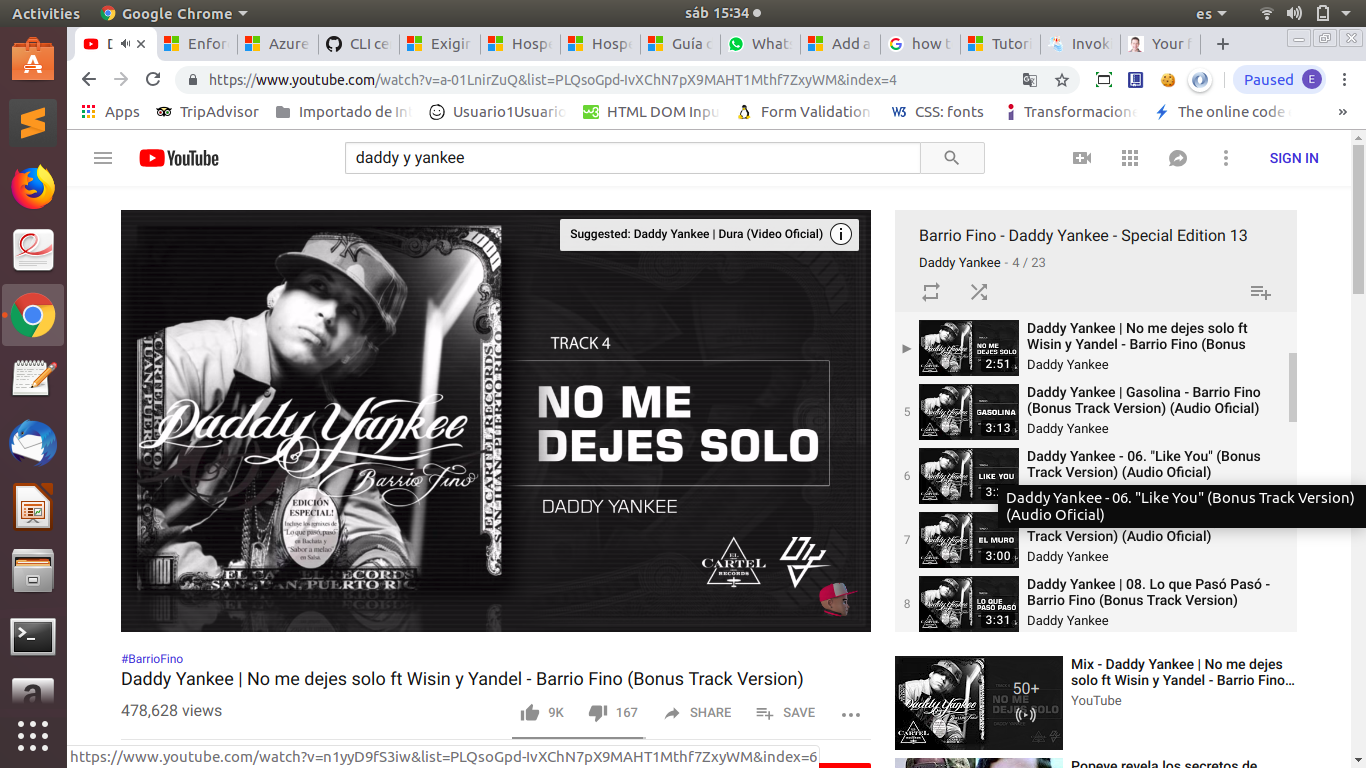 Activities
Google Chrome
sáb 15:34
es
Enfor
Azure
CLI ce
Exigir
Hospe
Hospe
Guía d
Whats
Add a
how t
Tutori
Invok
Your f
https://www.youtube.com/watch?v=a-01LnirZuQ&list=PLQsoGpd-IvXChN7pX9MAHT1Mthf7ZxyWM&index=4
Paused
E
Apps
TripAdvisor
Importado de Int
Usuario1Usuario
HTML DOM Inpu
Form Validation
W3 CSS: fonts
Transformacione
The online code
»
YouTube
daddy y yankee
SIGN IN
Suggested: Daddy Yankee | Dura (Video Oficial)
Daddy Yankee
Barrio Fino
EDICIÓN
ESPECIAL!
EL CARTEL RECORDS
SAN JUAN-PUERTO RICO
TRACK 4
NO ME
DEJES SOLO
DADDY YANKEE
EL
CARTEL
RECORDS
DY
Barrio Fino - Daddy Yankee - Special Edition 13
Daddy Yankee - 4 / 23
NO ME
DEJES SOLO
2:51
Daddy Yankee | No me dejes solo ft
Wisin y Yandel - Barrio Fino (Bonus
Daddy Yankee
5
GASOLINA
3:13
Daddy Yankee | Gasolina - Barrio Fino
(Bonus Track Version) (Audio Oficial)
Daddy Yankee
6
LIKE YOU
Daddy Yankee - 06. "Like You" (Bonus
Track Version) (Audio Oficial)
Daddy Yankee - 06. "Like You" (Bonus Track Version)
(Audio Oficial)
7
EL MURO
3:00
Track Version) (Audio Oficial)
Daddy Yankee
8
LO QUE
PASO PASÓ
3:31
Daddy Yankee | 08. Lo que Pasó Pasó -
Barrio Fino (Bonus Track Version)
Daddy Yankee
#BarrioFino
Daddy Yankee | No me dejes solo ft Wisin y Yandel - Barrio Fino (Bonus Track Version)
478,628 views
9K
167
SHARE
SAVE
NO ME
DEJES SOLO
50+
Mix - Daddy Yankee | No me dejes
solo ft Wisin y Yandel - Barrio Fino...
YouTube
Popeye revela los secretos de
https://www.youtube.com/watch?v=n1yyD9fS3iw&list=PLQsoGpd-IvXChN7pX9MAHT1Mthf7ZxyWM&index=6